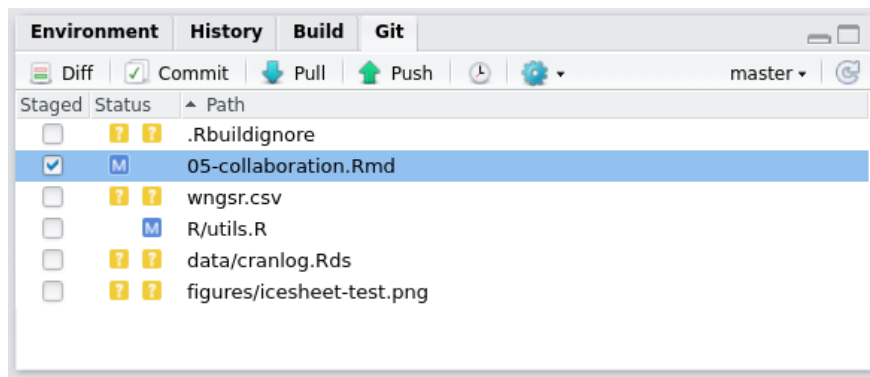 Environment History Build Git
Diff Commit Pull Push master
Staged Status Path
? ? .Rbuildignore
M 05-collaboration.Rmd
? ? wngsr.csv
M R/utils.R
? ? data/cranlog.Rds
? ? figures/icesheet-test.png